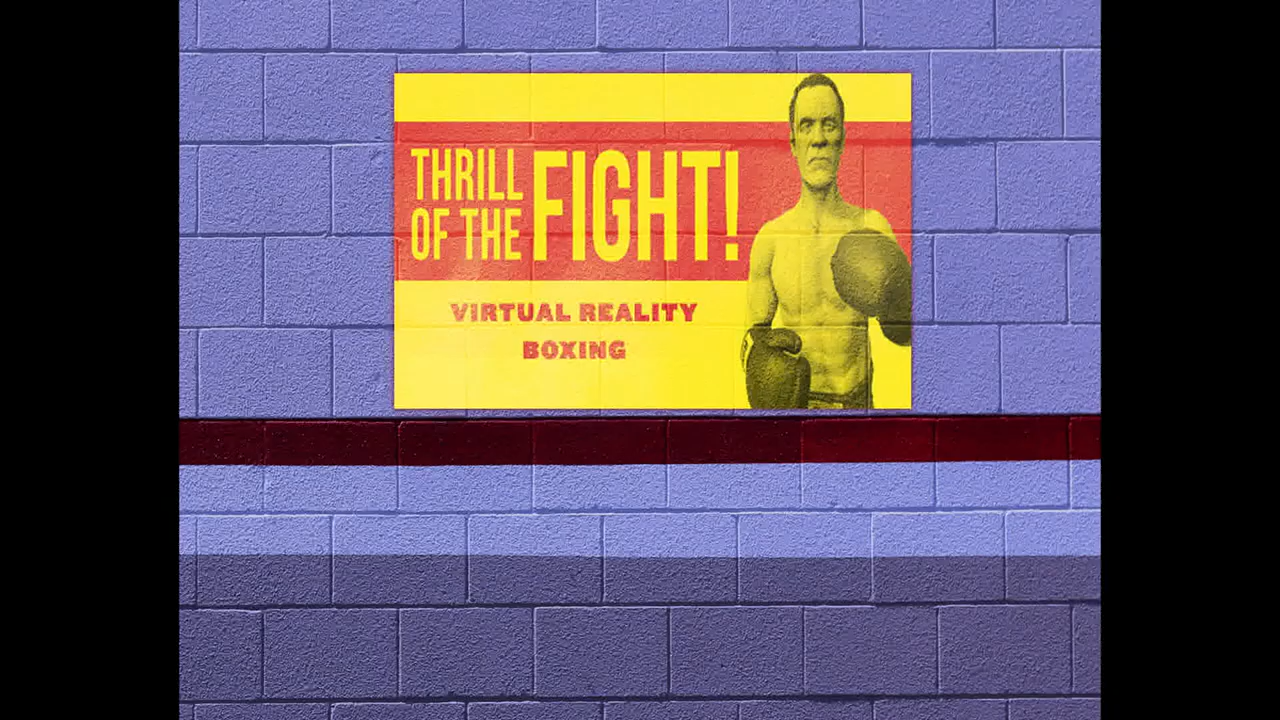 THRILL
OF THE
FIGHT!
VIRTUAL REALITY
BOXING